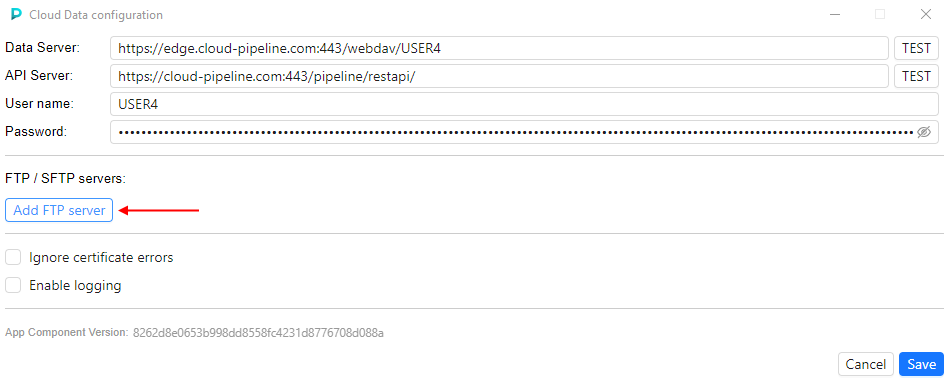 Cloud Data configuration
Data Server: https://edge.cloud-pipeline.com:443/webdav/USER4 TEST
API Server: https://cloud-pipeline.com:443/pipeline/restapi/ TEST
User name: USER4
Password:
FTP / SFTP servers:
Add FTP server
Ignore certificate errors
Enable logging
App Component Version: 8262d8e0653b998dd8558fc4231d8776708d088a
Cancel Save